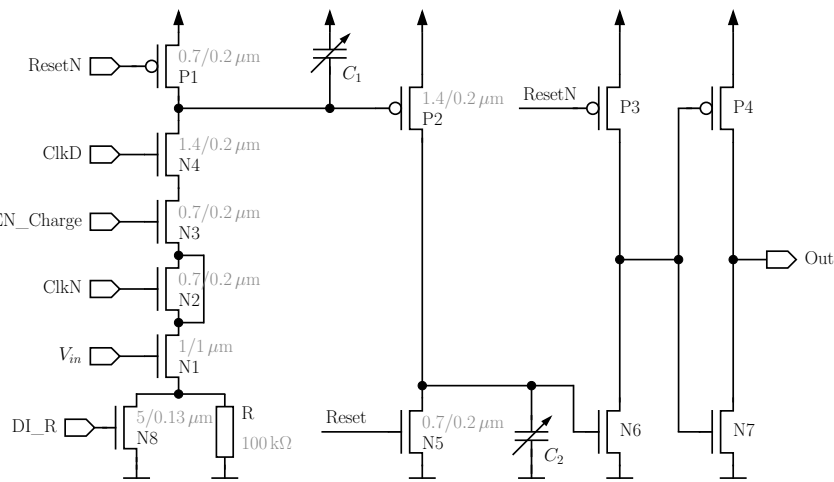 ResetN
0.7/0.2 μm
P1
C₁
1.4/0.2 μm
P2
ResetN
P3
P4
ClkD
1.4/0.2 μm
N4
EN_Charge
0.7/0.2 μm
N3
ClkN
0.7/0.2 μm
N2
Out
Vᵢₙ
1/1 μm
N1
DI_R
5/0.13 μm
N8
R
100 kΩ
Reset
0.7/0.2 μm
N5
C₂
N6
N7